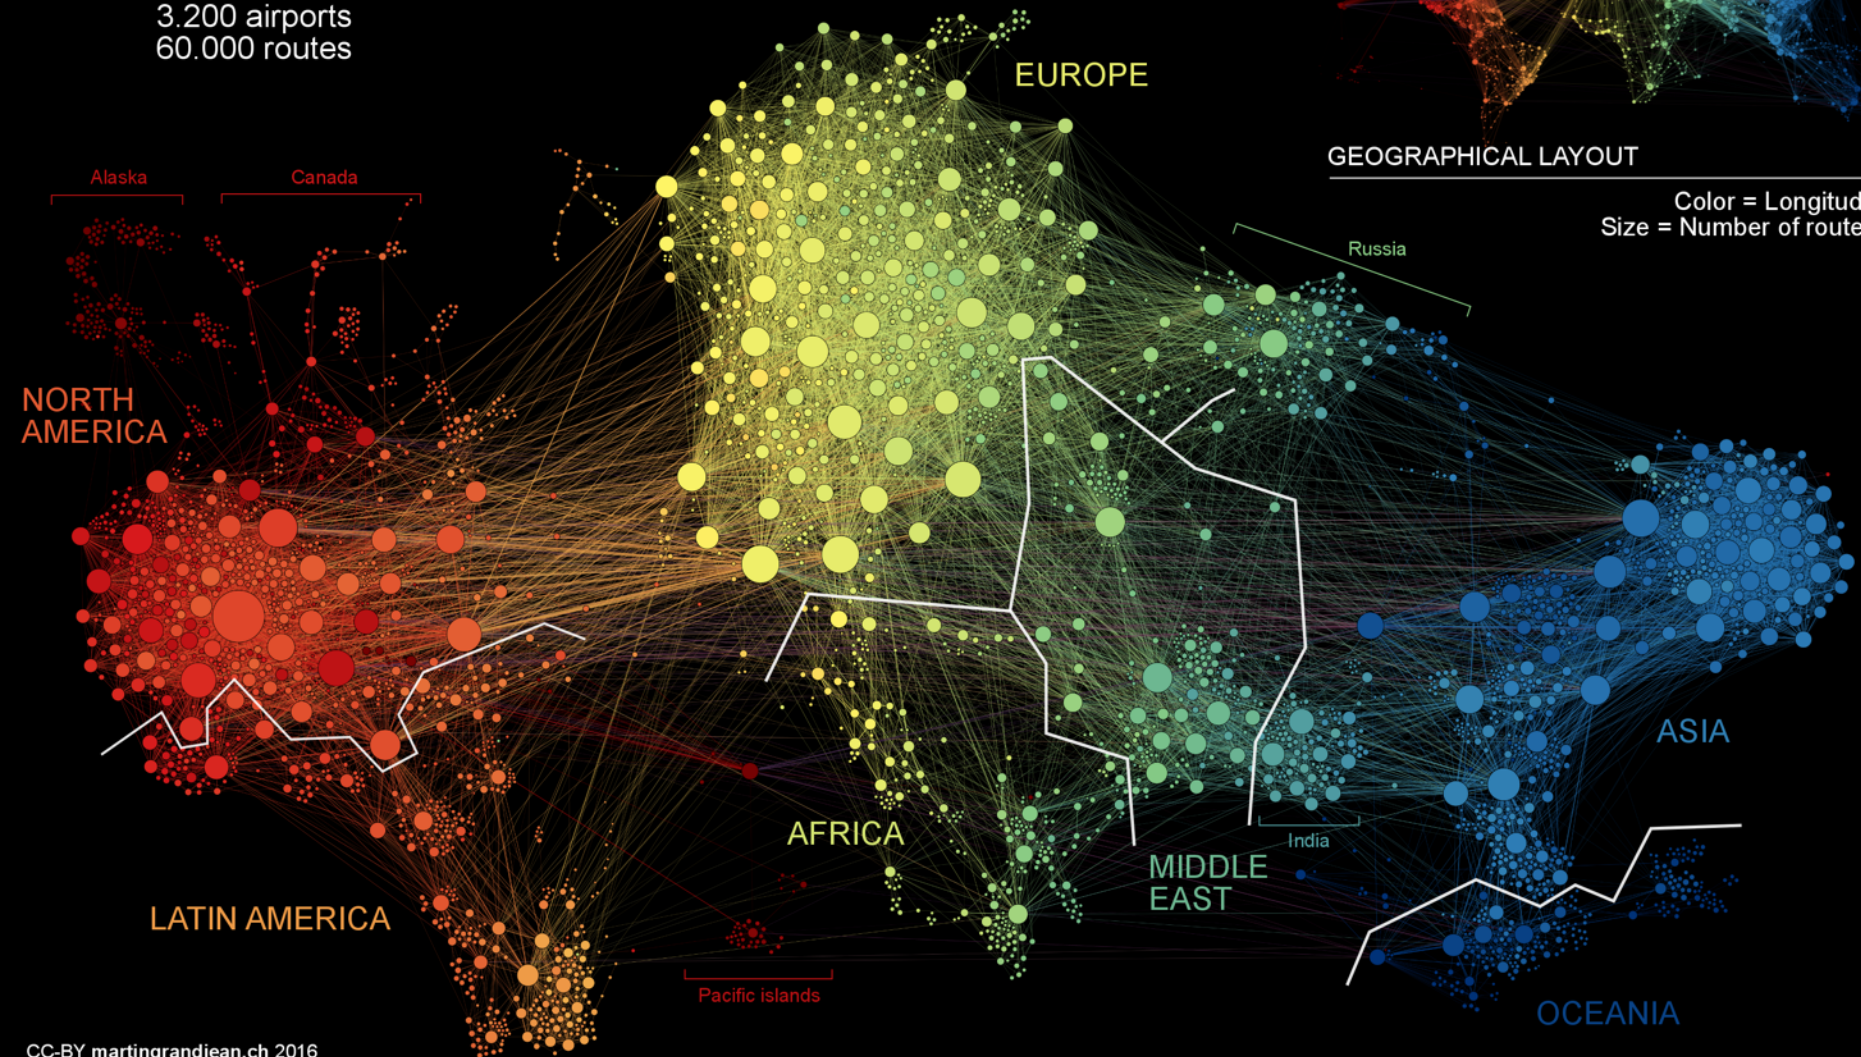 3.200 airports
60.000 routes
EUROPE
GEOGRAPHICAL LAYOUT
Color = Longitud
Size = Number of route
Alaska
Canada
Russia
NORTH
AMERICA
ASIA
AFRICA
India
MIDDLE
EAST
LATIN AMERICA
Pacific islands
OCEANIA
CC-BY martingrandjean.ch 2016